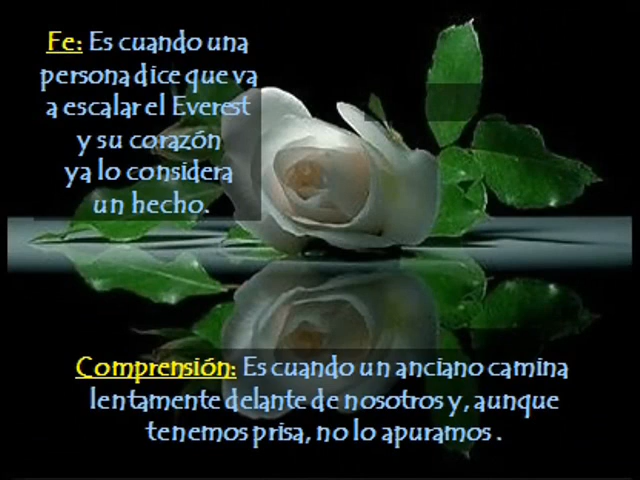 Fe: Es cuando una
persona dice que va
a escalar el Everest
y su corazón
ya lo considera
un hecho.
Comprensión: Es cuando un anciano camina
lentamente delante de nosotros y, aunque
tenemos prisa, no lo apuramos .